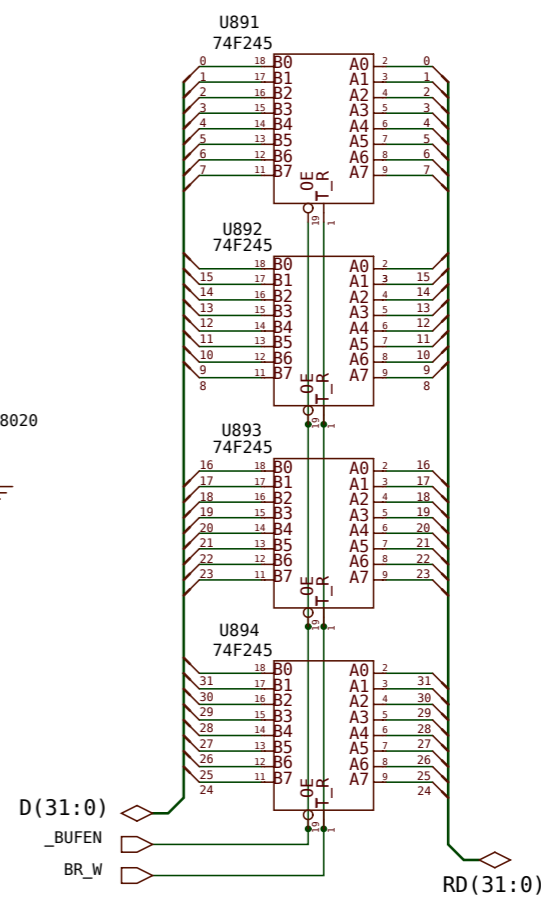 U891
74F245
0 18 B0 A0 2 0
1 17 B1 A1 3 1
2 16 B2 A2 4 2
3 15 B3 A3 5 3
4 14 B4 A4 6 4
5 13 B5 A5 7 5
6 12 B6 A6 8 6
7 11 B7 A7 9 7
OE T_R
19 1
U892
74F245
18 B0 A0 2
15 17 B1 A1 3 15
14 16 B2 A2 4 14
13 15 B3 A3 5 13
12 14 B4 A4 6 12
11 13 B5 A5 7 11
10 12 B6 A6 8 10
9 11 B7 A7 9 9
8 8
OE T_R
19 1
8020
U893
74F245
16 18 B0 A0 2 16
17 17 B1 A1 3 17
18 16 B2 A2 4 18
19 15 B3 A3 5 19
20 14 B4 A4 6 20
21 13 B5 A5 7 21
22 12 B6 A6 8 22
23 11 B7 A7 9 23
OE T_R
19 1
U894
74F245
18 B0 A0 2
31 17 B1 A1 3 31
30 16 B2 A2 4 30
29 15 B3 A3 5 29
28 14 B4 A4 6 28
27 13 B5 A5 7 27
26 12 B6 A6 8 26
25 11 B7 A7 9 25
24 24
OE T_R
19 1
D(31:0)
_BUFEN
BR_W
RD(31:0)